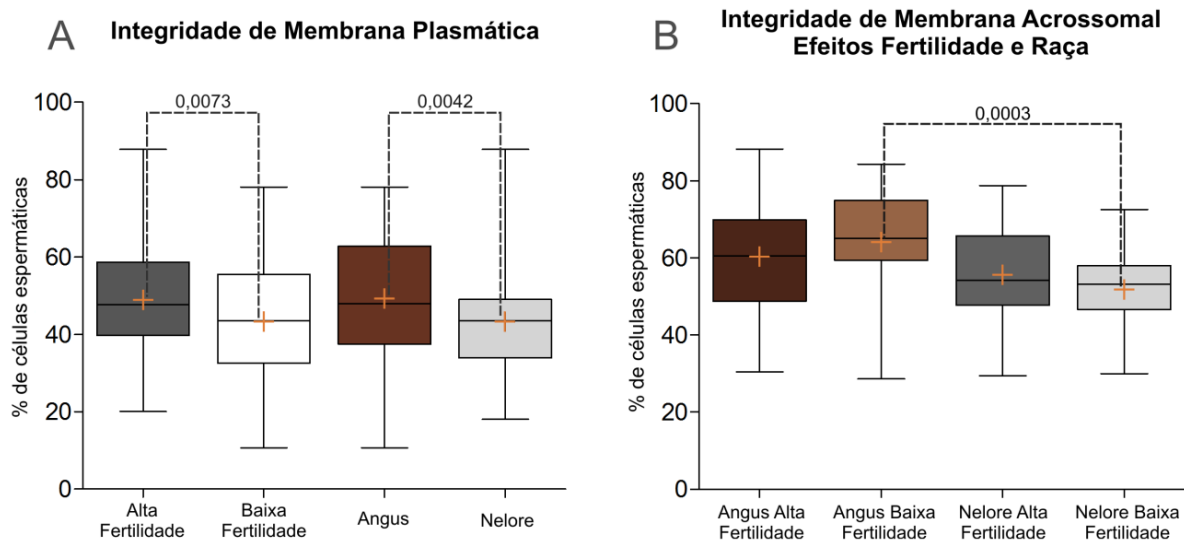 A
Integridade de Membrana Plasmática
% de células espermáticas
100
80
60
40
20
0
0,0073
0,0042
Alta
Fertilidade
Baixa
Fertilidade
Angus
Nelore
B
Integridade de Membrana Acrossomal
Efeitos Fertilidade e Raça
% de células espermáticas
100
80
60
40
20
0
0,0003
Angus Alta
Fertilidade
Angus Baixa
Fertilidade
Nelore Alta
Fertilidade
Nelore Baixa
Fertilidade